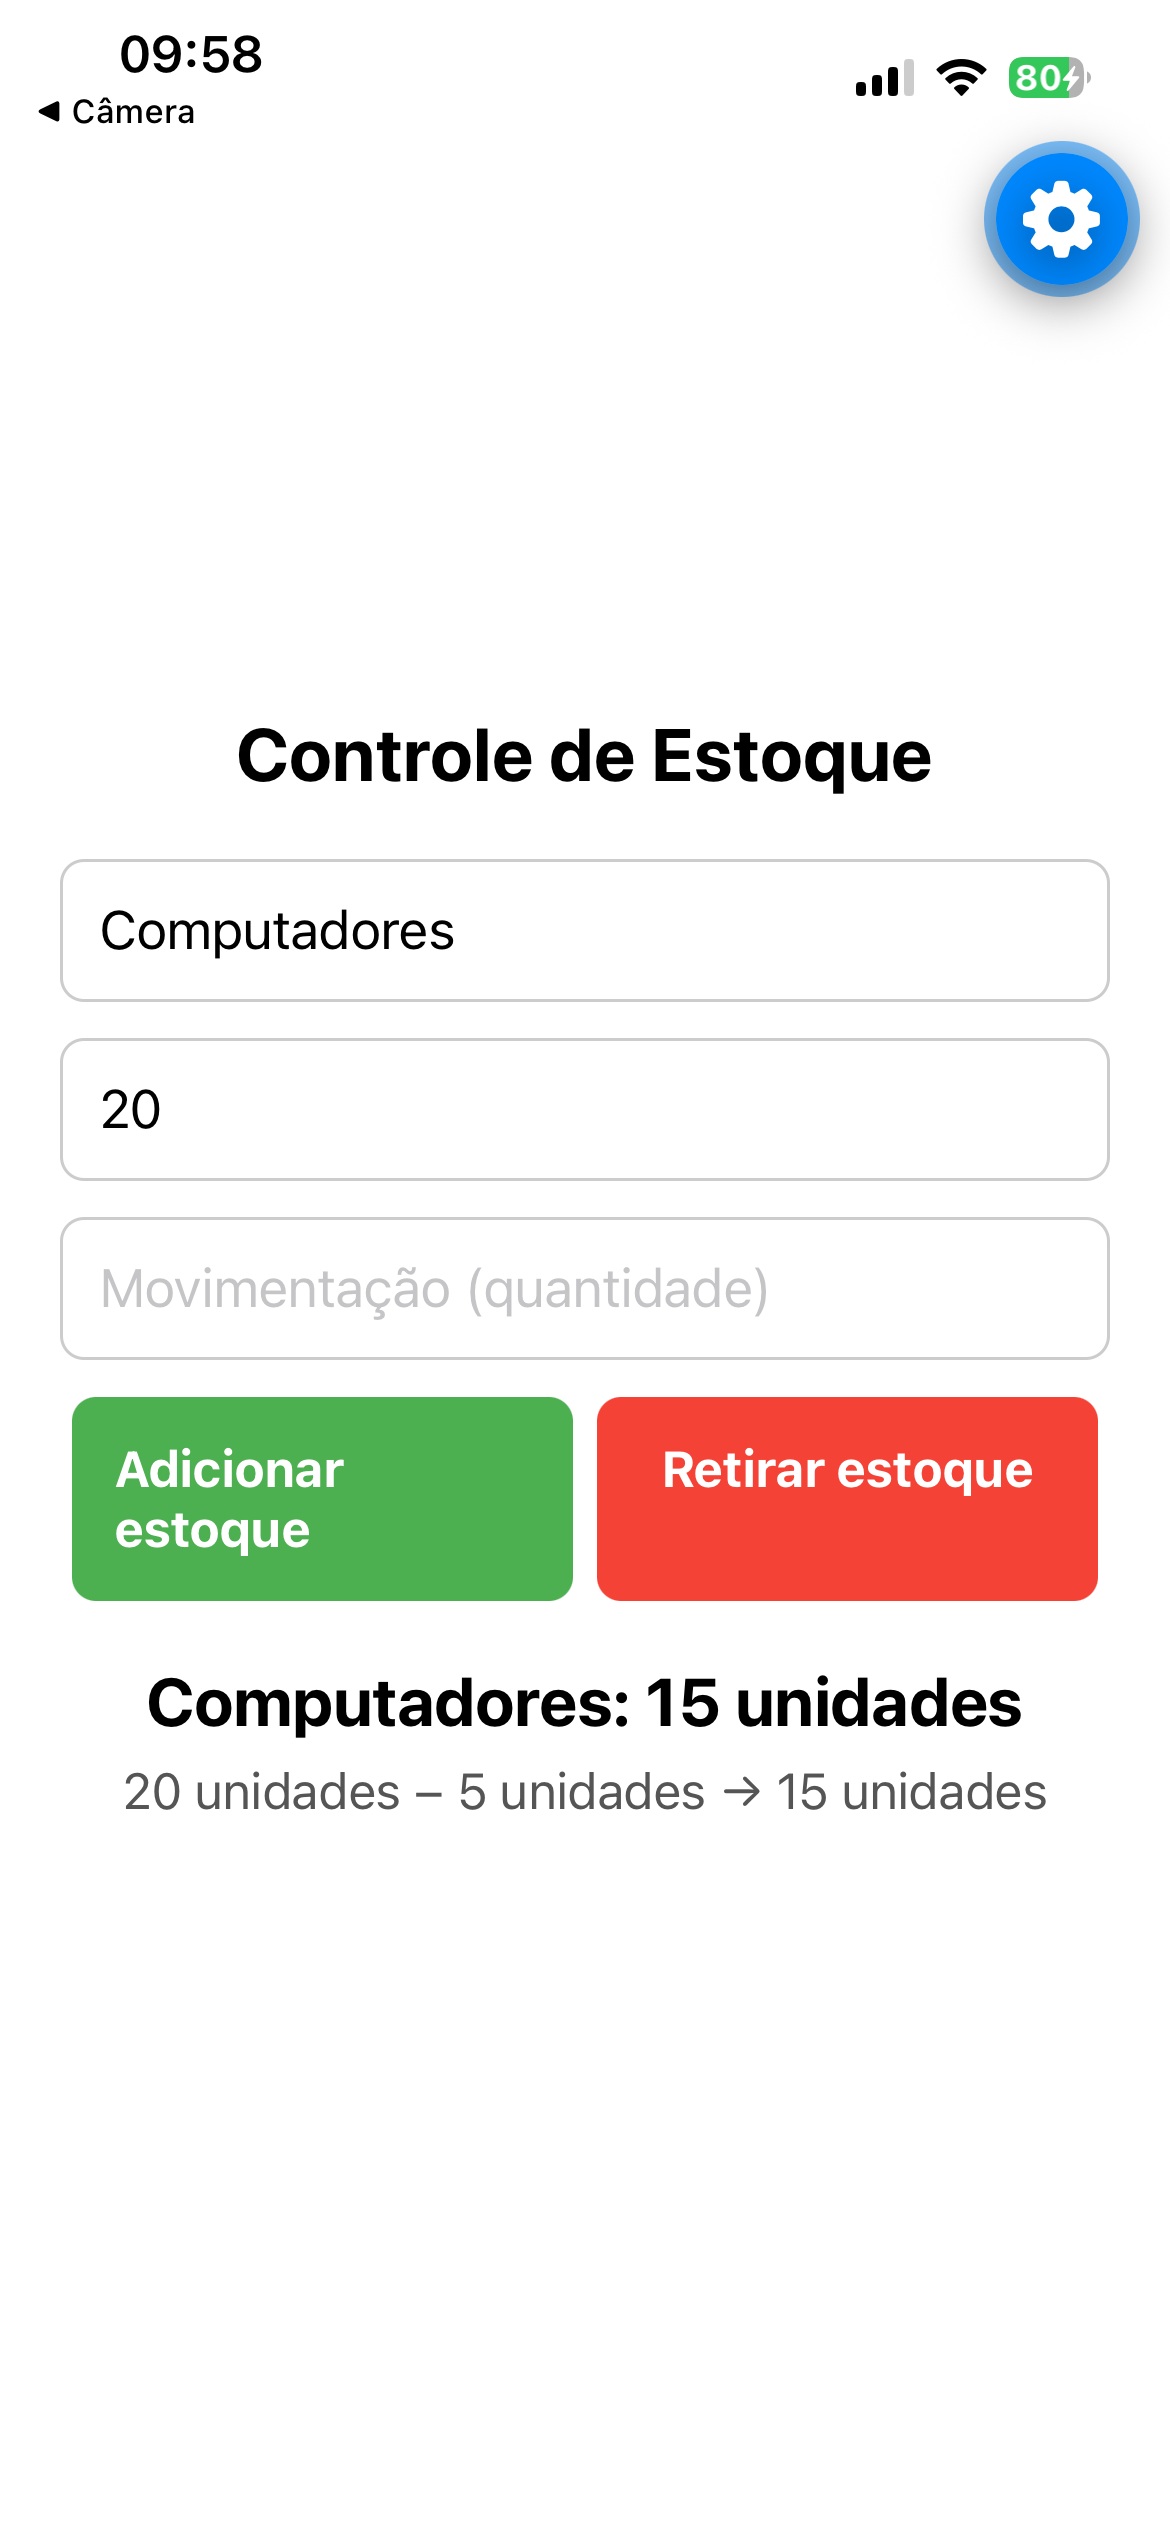 09:58
◀ Câmera
80
Controle de Estoque
Computadores
20
Movimentação (quantidade)
Adicionar
estoque
Retirar estoque
Computadores: 15 unidades
20 unidades – 5 unidades → 15 unidades